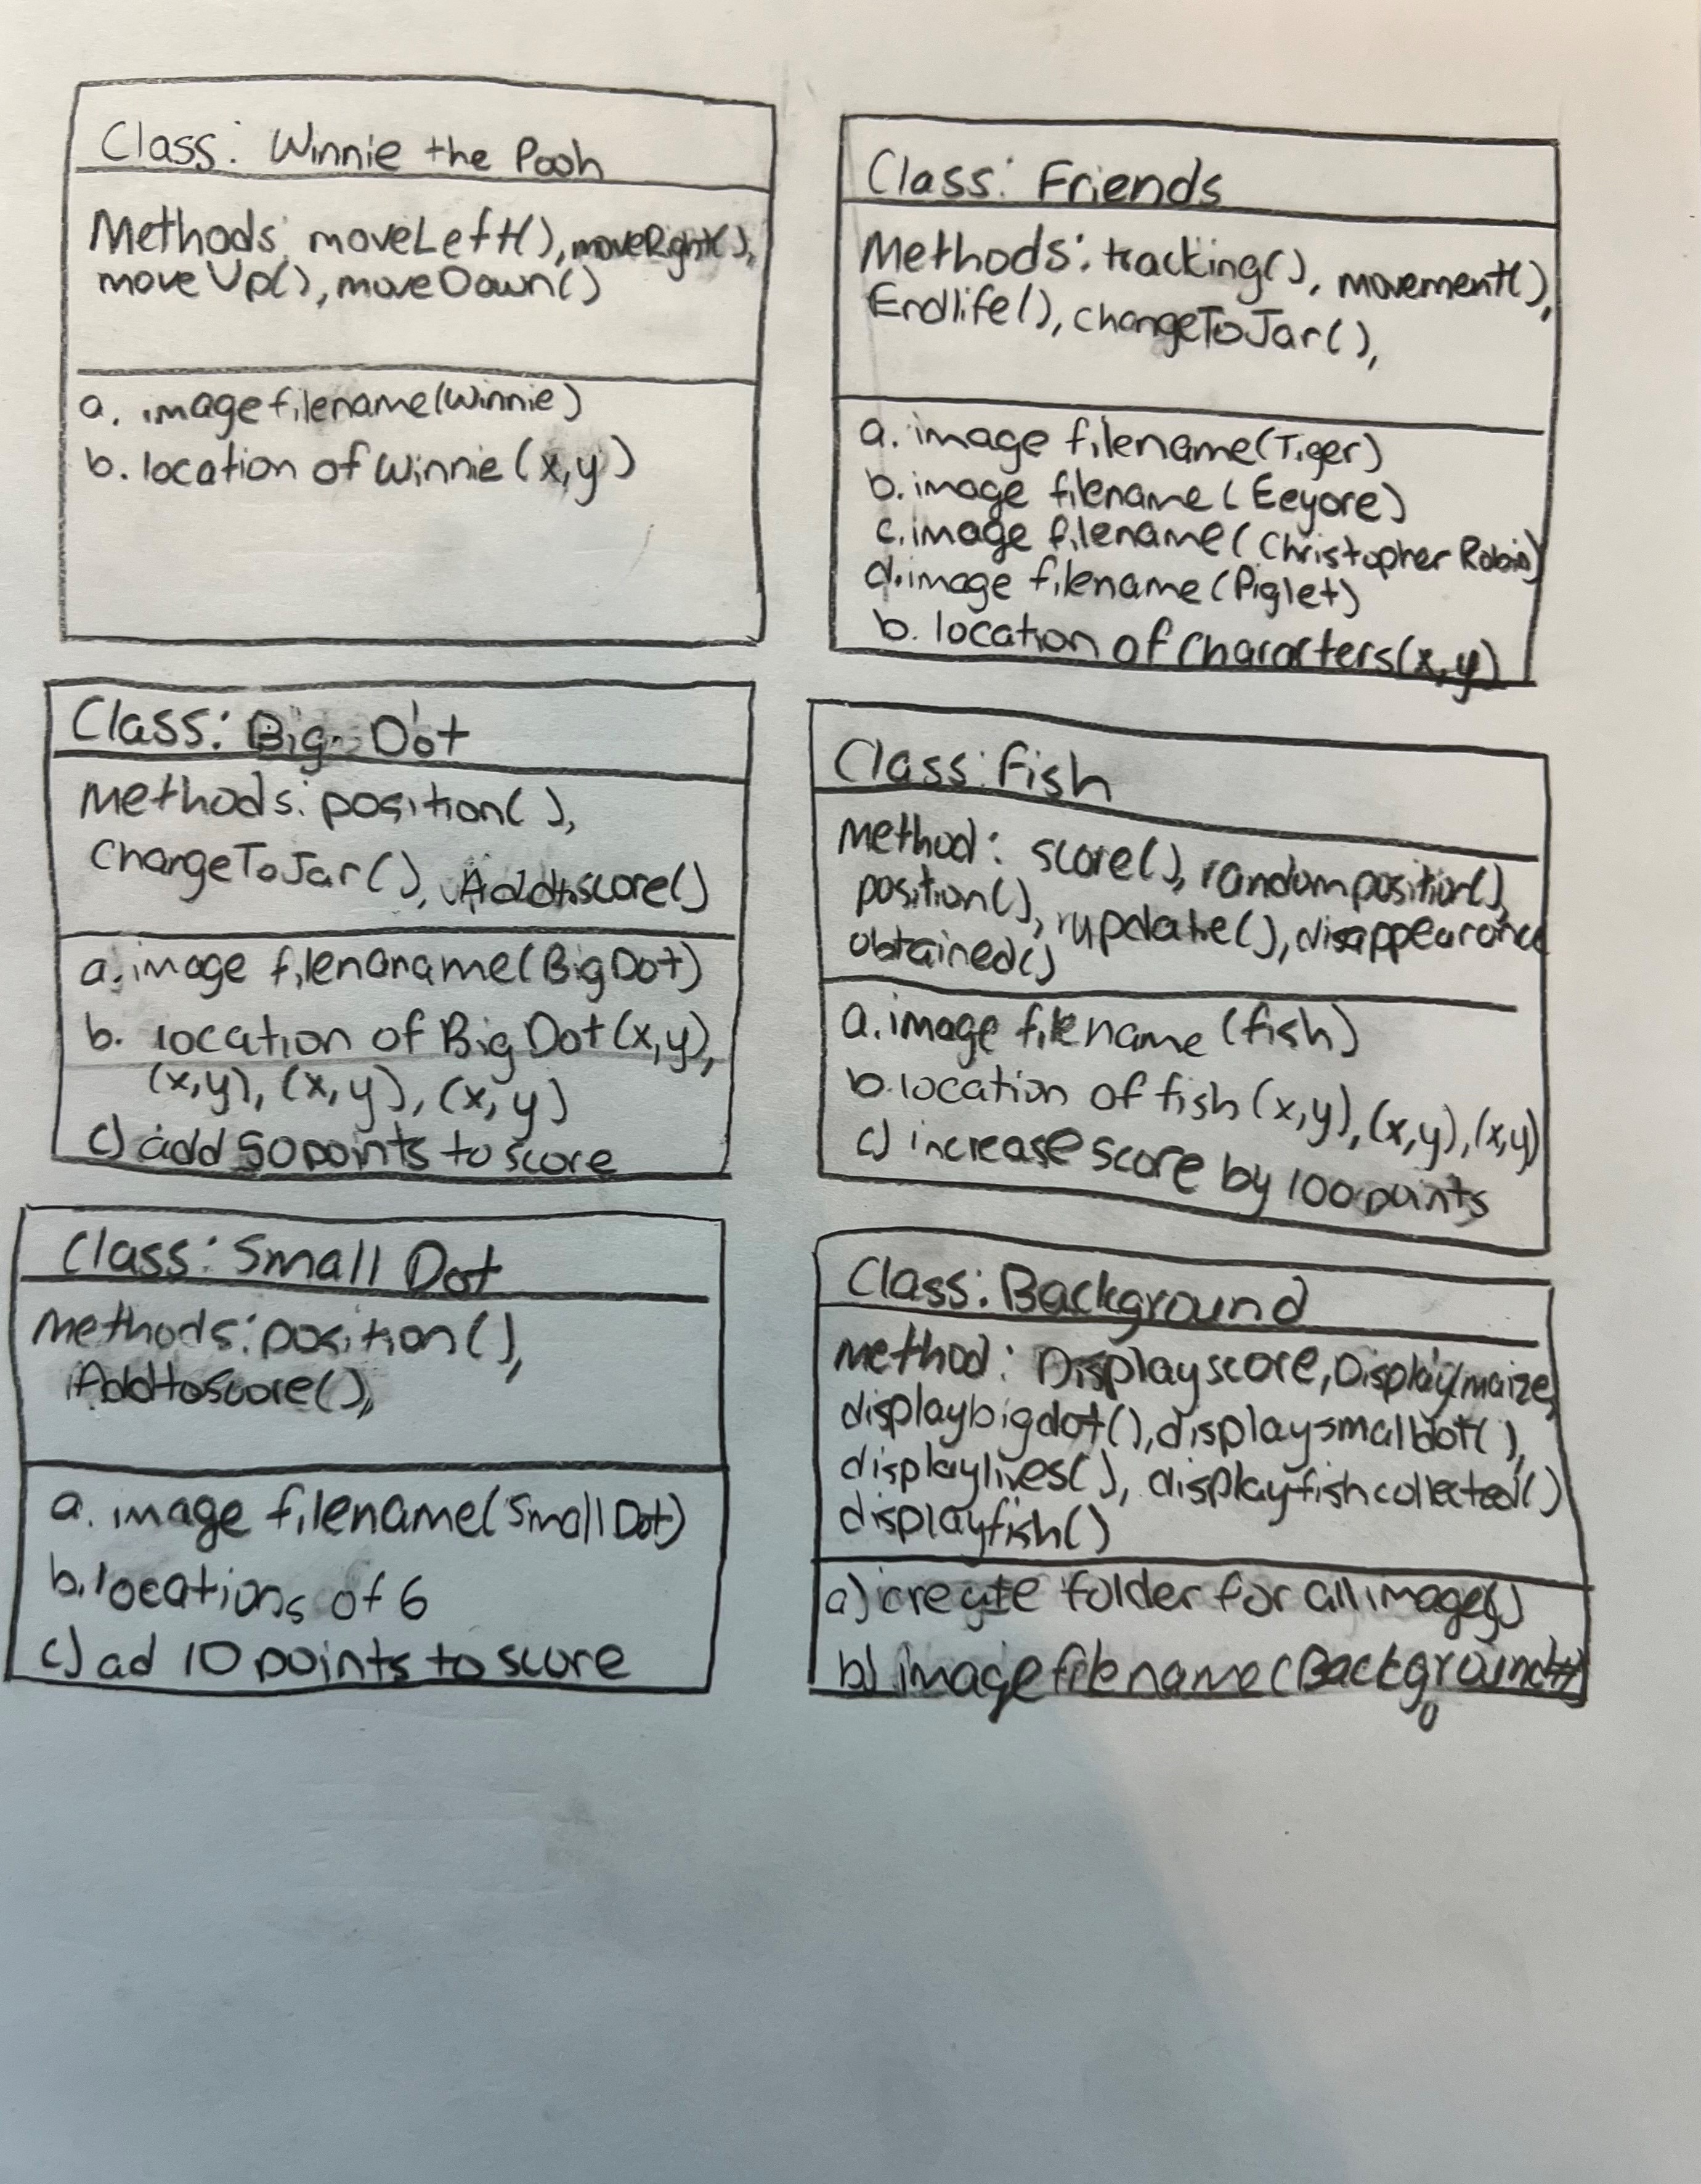 Class: Winnie the Pooh
Methods: moveLeft(), moveRight(),
moveUp(), moveDown()
a. image filename(Winnie)
b. location of Winnie (x,y)
Class: Friends
Methods: tracking(), movement(),
Endlife(), changeToJar(),
a. image filename(Tiger)
b. image filename (Eeyore)
c. image filename (Christopher Robin)
d. image filename (Piglet)
b. location of Chararters(x,y)
Class: Big Dot
methods: position(),
ChangeToJar(), Addtoscore()
a. image filenaname(BigDot)
b. location of BigDot(x,y),
(x,y), (x,y), (x,y)
c) add 50 points to score
Class: fish
method: score(), randomposition(),
position(), update(), disappearance
obtained()
a. image filename (fish)
b. location of fish (x,y), (x,y), (x,y)
c) increase score by 100 points
Class: Small Dot
methods: position(),
AddtoScore(),
a. image filename(Small Dot)
b. locations of 6
c) ad 10 points to score
Class: Background
method: Displayscore, Displaymaize,
displaybigdot(), displaysmalldot(),
displaylives(), displayfishcollected()
displayfish()
a) create folder for all images()
b) image filename (Background#)